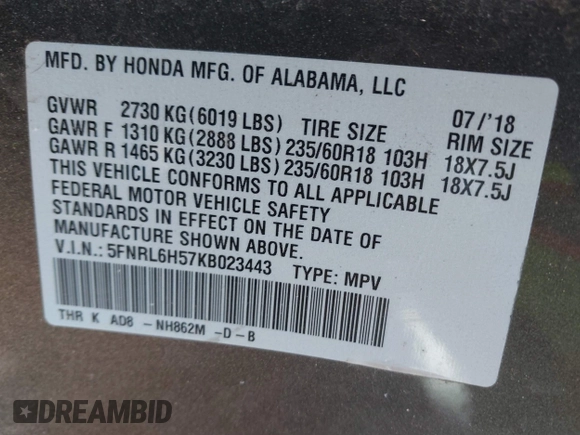 MFD. BY HONDA MFG. OF ALABAMA, LLC
07/'18
GVWR 2730 KG(6019 LBS) TIRE SIZE RIM SIZE
GAWR F 1310 KG(2888 LBS)235/60R18 103H 18X7.5J
GAWR R 1465 KG(3230 LBS)235/60R18 103H 18X7.5J
THIS VEHICLE CONFORMS TO ALL APPLICABLE
FEDERAL MOTOR VEHICLE SAFETY
STANDARDS IN EFFECT ON THE DATE OF
MANUFACTURE SHOWN ABOVE.
V.I.N.: 5FNRL6H57KB023443 TYPE: MPV
THR K AD8 -NH862M -D-B
DREAMBID